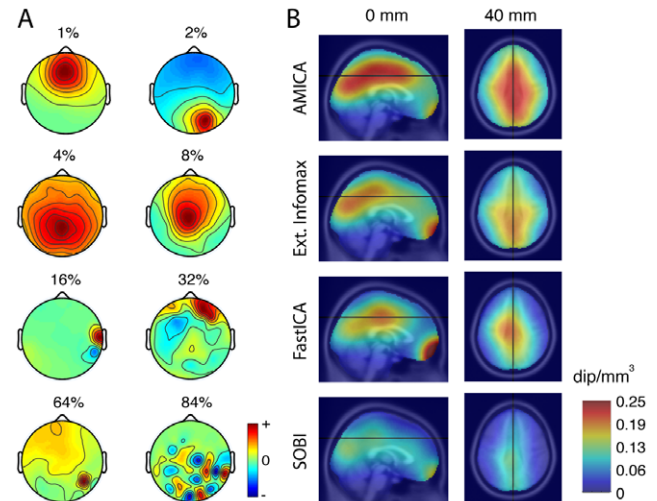 A
1%
2%
4%
8%
16%
32%
64%
84%
+
0
-
B
0 mm
40 mm
AMICA
Ext. Infomax
FastICA
SOBI
dip/mm³
0.25
0.19
0.13
0.06
0